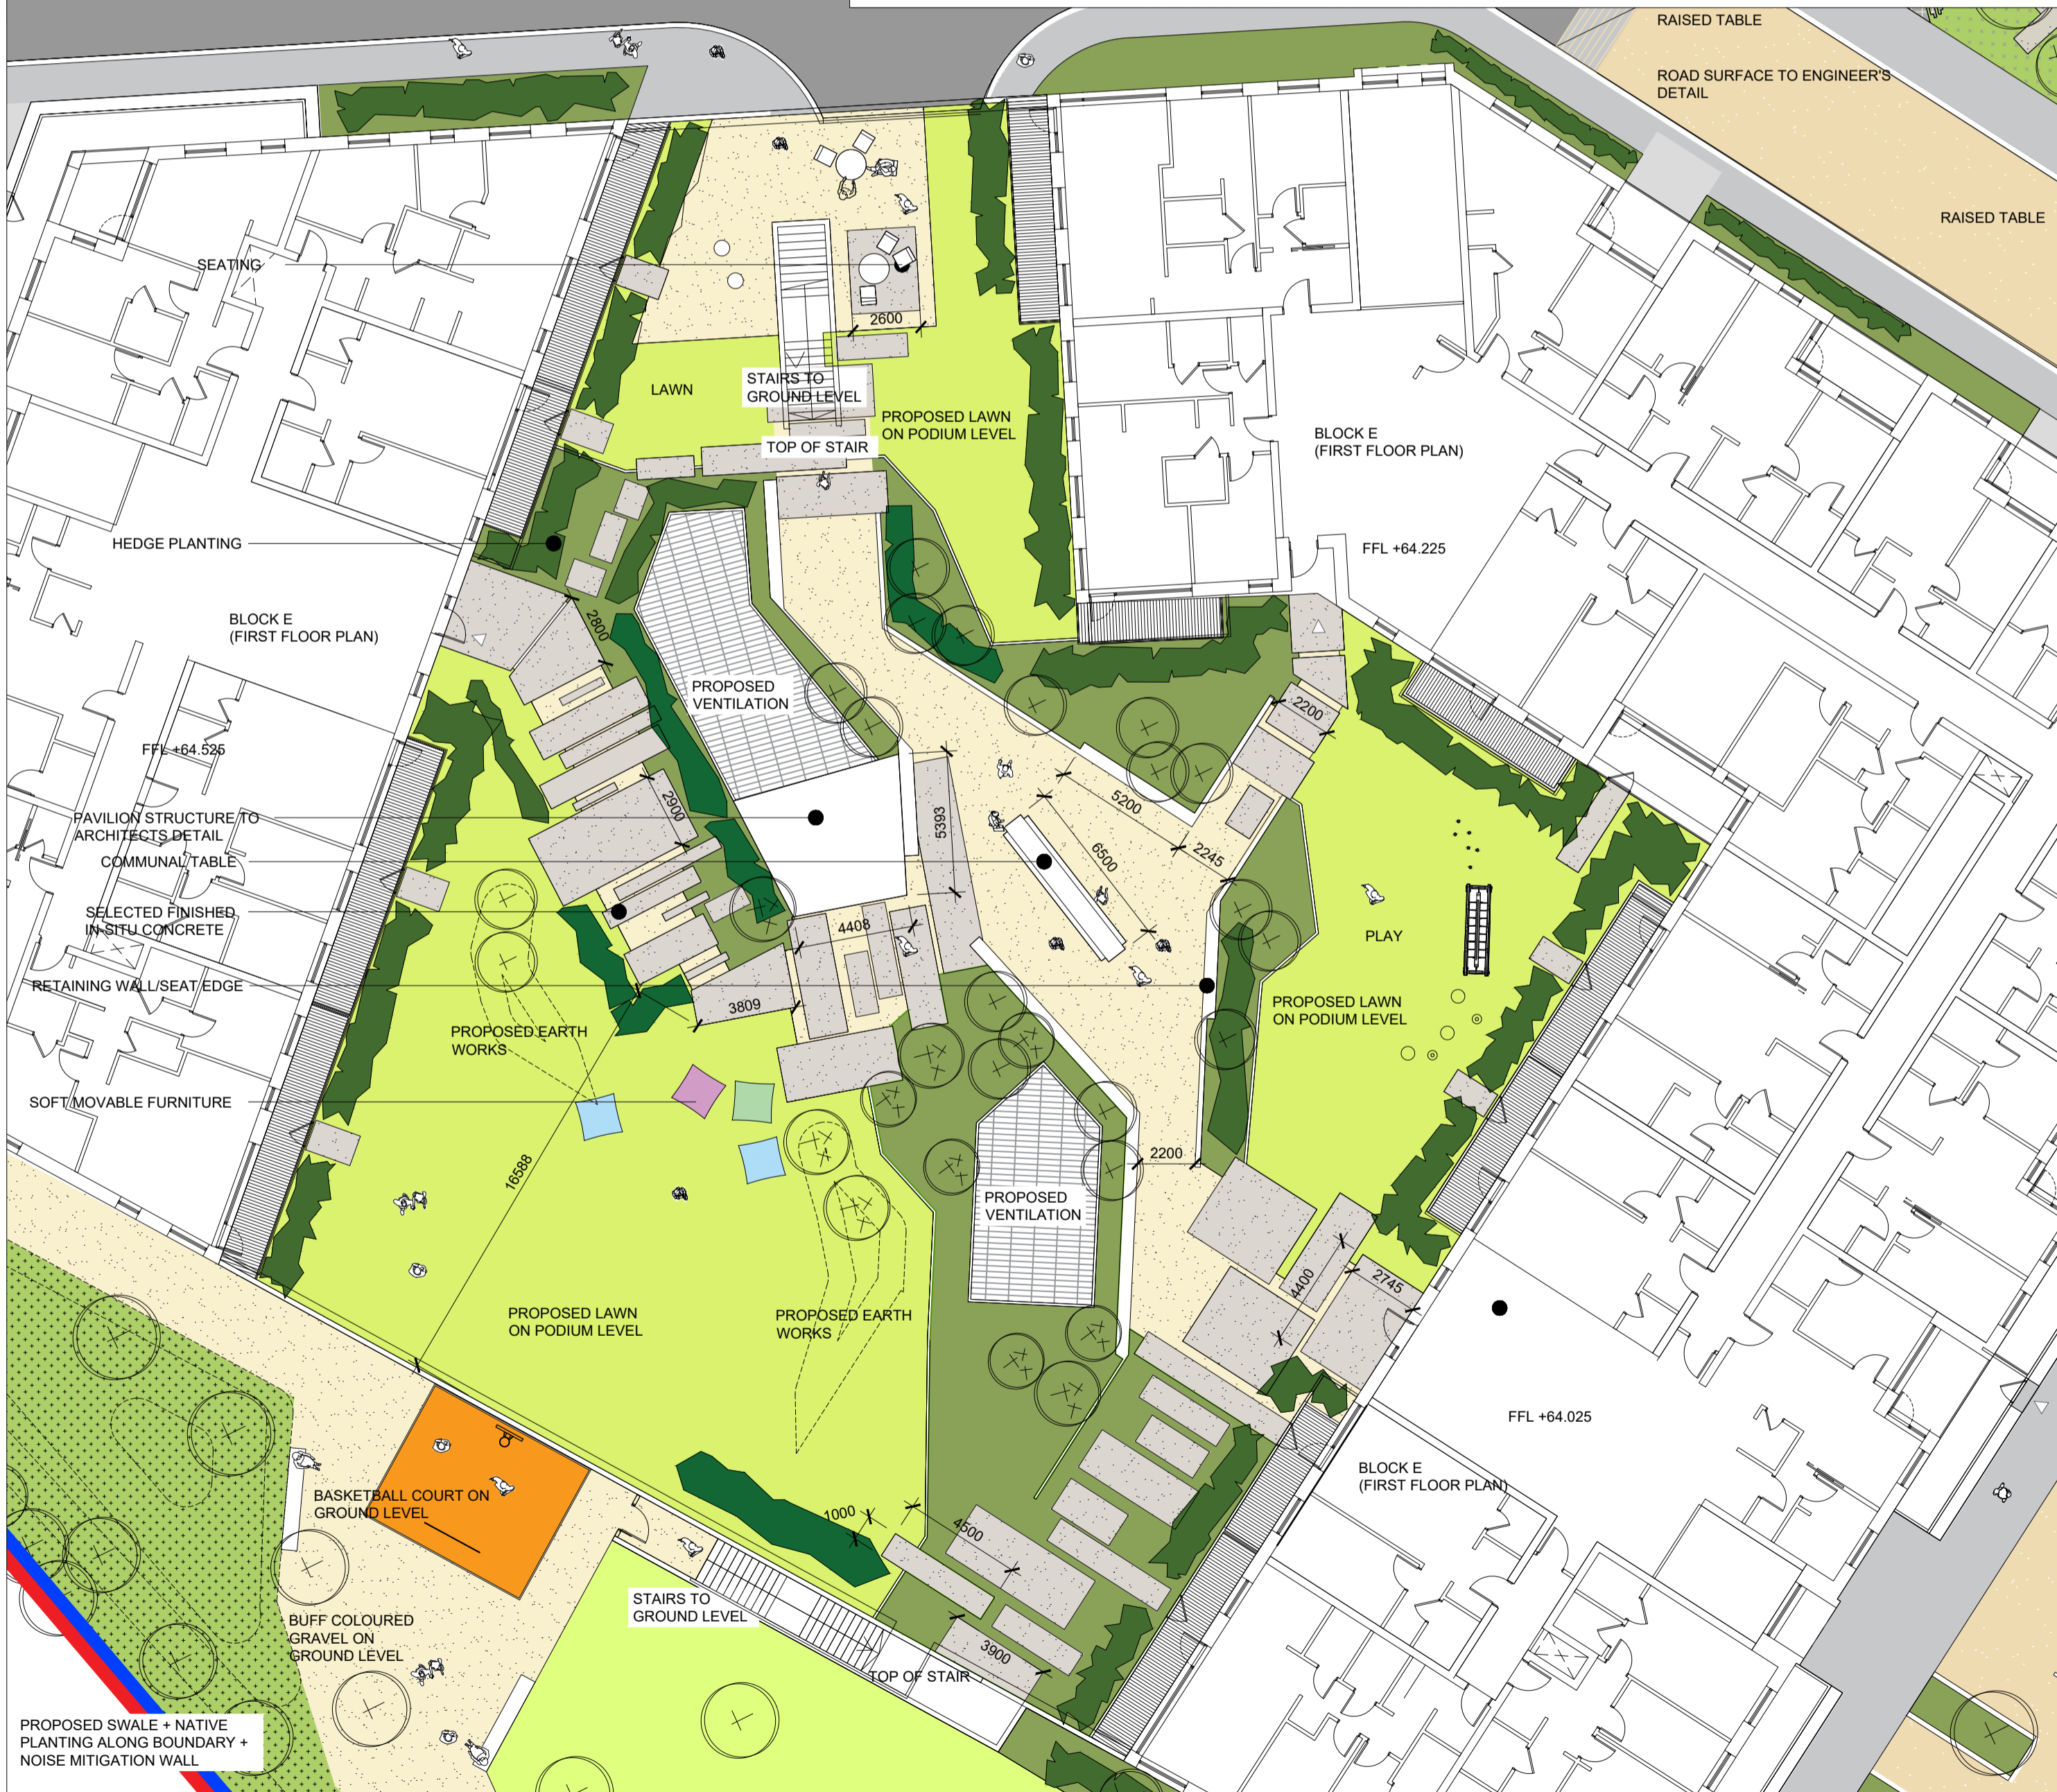 RAISED TABLE
ROAD SURFACE TO ENGINEER'S
DETAIL
RAISED TABLE
SEATING
2600
LAWN
STAIRS TO
GROUND LEVEL
PROPOSED LAWN
ON PODIUM LEVEL
TOP OF STAIR
BLOCK E
(FIRST FLOOR PLAN)
HEDGE PLANTING
FFL +64.225
BLOCK E
(FIRST FLOOR PLAN)
2800
PROPOSED
VENTILATION
2200
FFL +64.525
PAVILION STRUCTURE TO
ARCHITECTS DETAIL
2900
5393
5200
6500
2245
COMMUNAL TABLE
SELECTED FINISHED
IN-SITU CONCRETE
4408
PLAY
RETAINING WALL/SEAT EDGE
3809
PROPOSED LAWN
ON PODIUM LEVEL
PROPOSED EARTH
WORKS
SOFT MOVABLE FURNITURE
16588
2200
PROPOSED
VENTILATION
4400
2745
PROPOSED LAWN
ON PODIUM LEVEL
PROPOSED EARTH
WORKS
FFL +64.025
BLOCK E
(FIRST FLOOR PLAN)
BASKETBALL COURT ON
GROUND LEVEL
1000
4500
STAIRS TO
GROUND LEVEL
BUFF COLOURED
GRAVEL ON
GROUND LEVEL
3900
TOP OF STAIR
PROPOSED SWALE + NATIVE
PLANTING ALONG BOUNDARY +
NOISE MITIGATION WALL